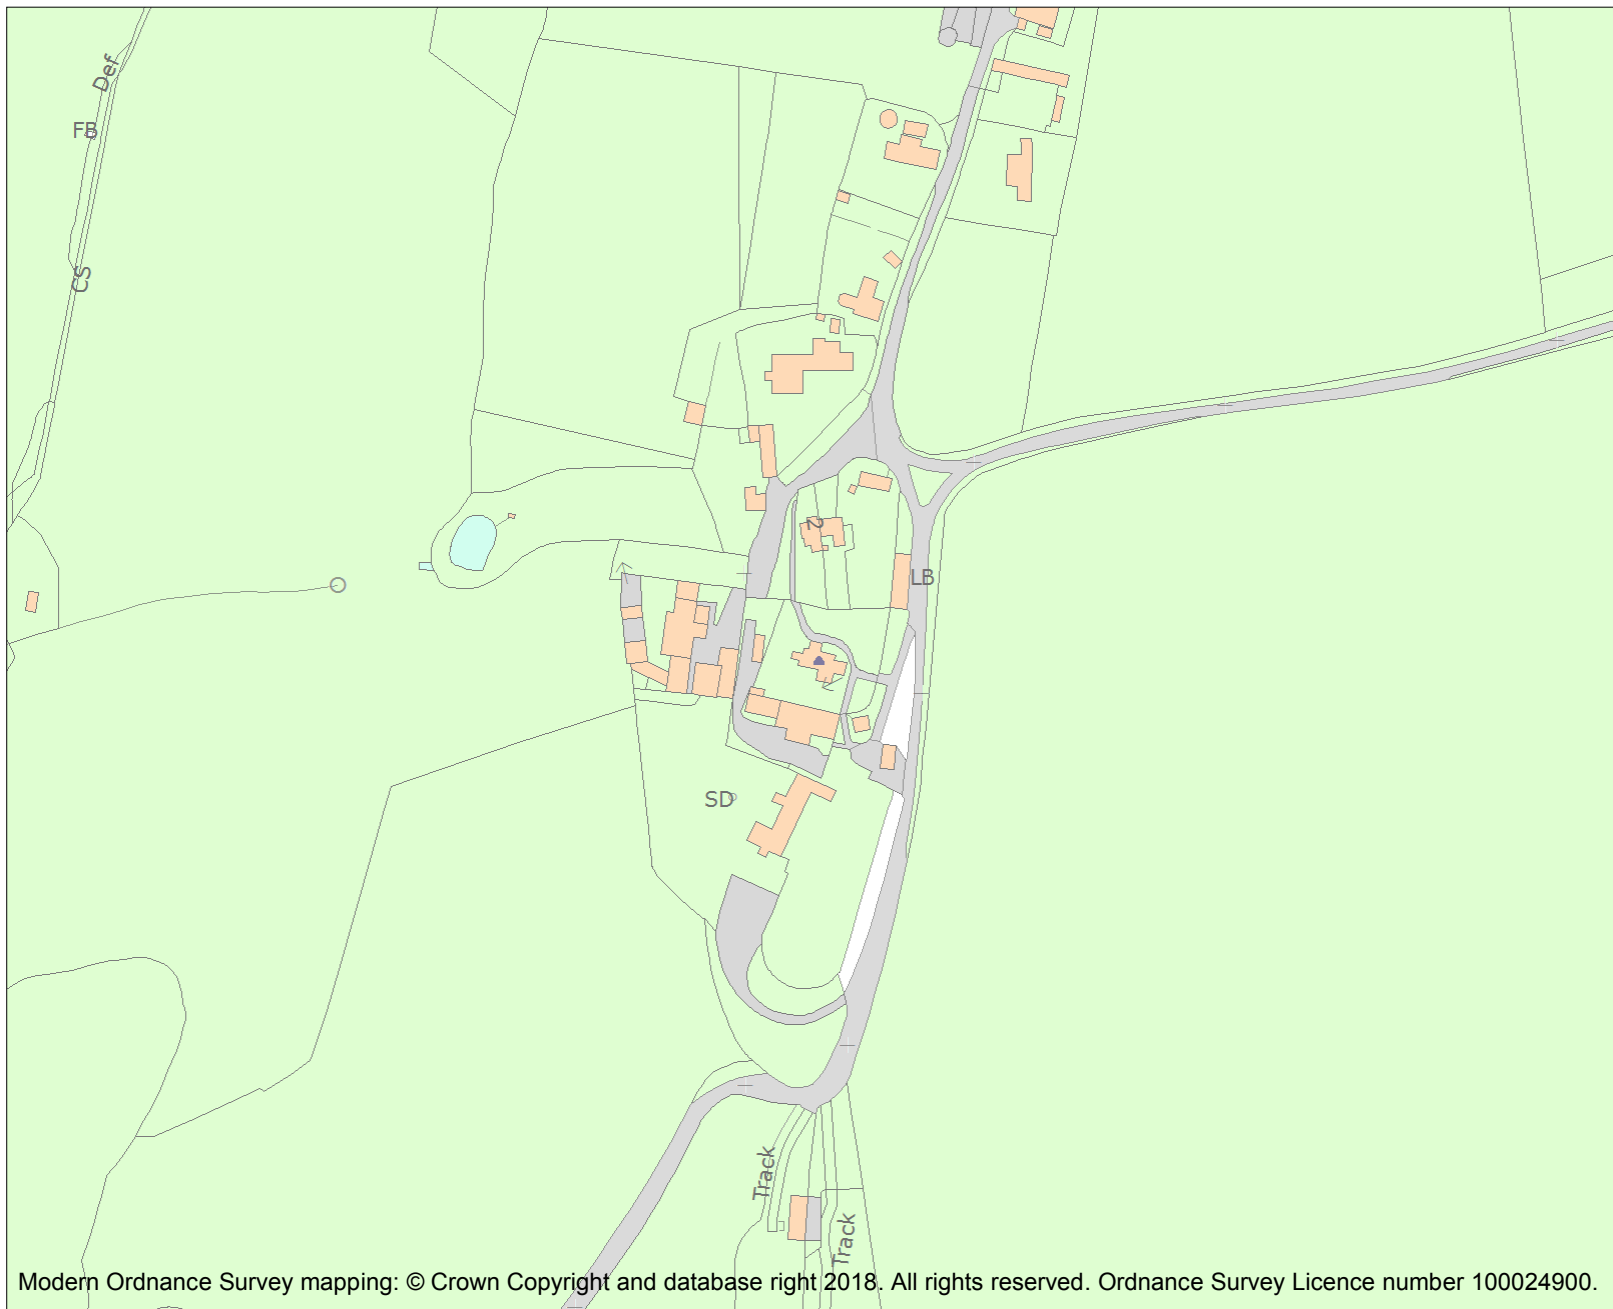 Def
FB
CS
2
LB
SD
Track
Track
Modern Ordnance Survey mapping: © Crown Copyright and database right 2018. All rights reserved. Ordnance Survey Licence number 100024900.